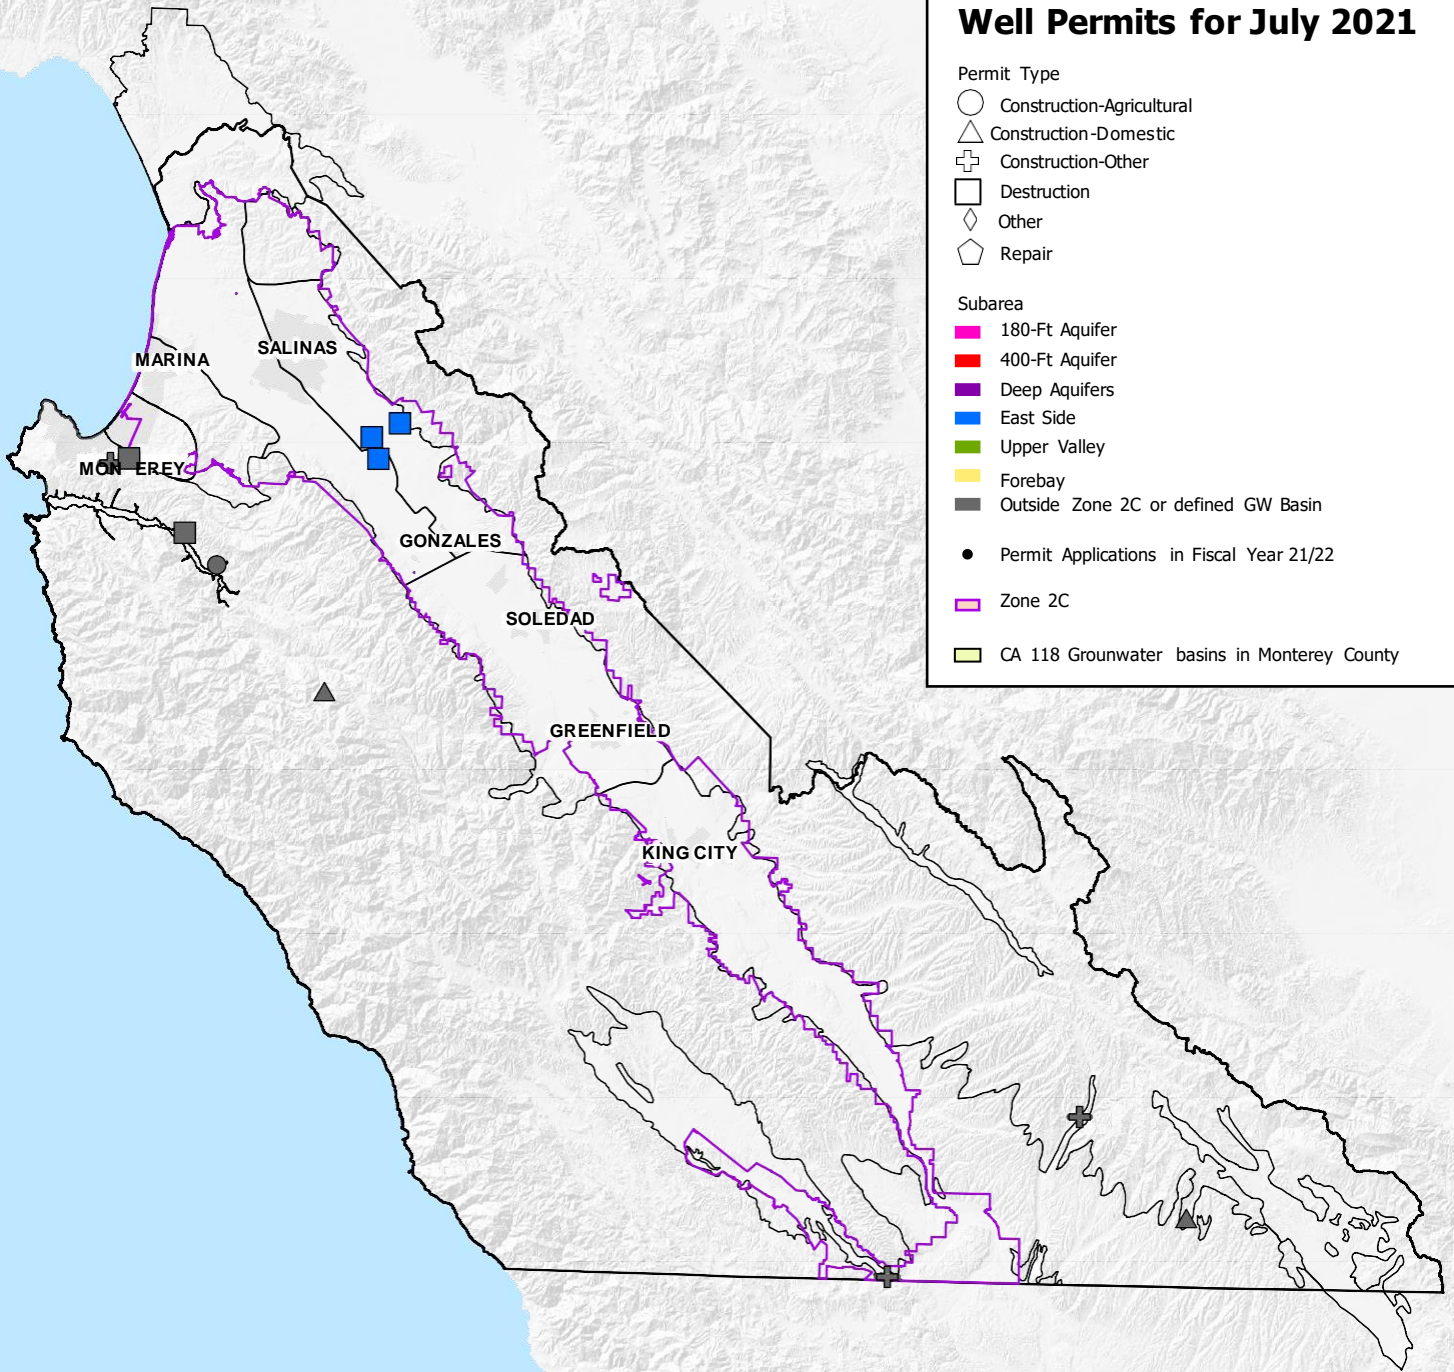 Well Permits for July 2021
Permit Type
Construction-Agricultural
Construction-Domestic
Construction-Other
Destruction
Other
Repair
Subarea
180-Ft Aquifer
400-Ft Aquifer
Deep Aquifers
East Side
Upper Valley
Forebay
Outside Zone 2C or defined GW Basin
Permit Applications in Fiscal Year 21/22
Zone 2C
CA 118 Grounwater basins in Monterey County
SALINAS
MARINA
MON EREY
GONZALES
SOLEDAD
GREENFIELD
KING CITY